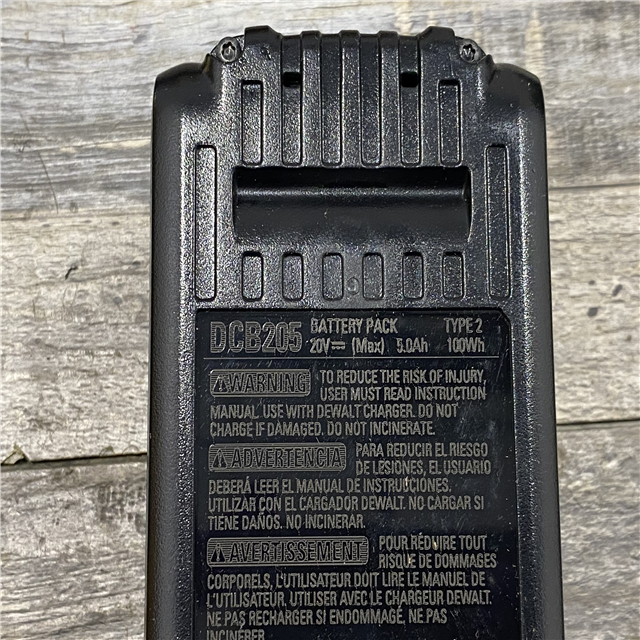 DCB205 BATTERY PACK TYPE 2
20V⎓ (Max) 5.0Ah 100Wh
⚠WARNING TO REDUCE THE RISK OF INJURY,
USER MUST READ INSTRUCTION
MANUAL. USE WITH DEWALT CHARGER. DO NOT
CHARGE IF DAMAGED. DO NOT INCINERATE.
⚠ADVERTENCIA PARA REDUCIR EL RIESGO
DE LESIONES, EL USUARIO
DEBERÁ LEER EL MANUAL DE INSTRUCCIONES.
UTILIZAR CON EL CARGADOR DEWALT. NO CARGAR SI
TIENE DAÑOS. NO INCINERAR.
⚠AVERTISSEMENT POUR RÉDUIRE TOUT
RISQUE DE DOMMAGES
CORPORELS, L'UTILISATEUR DOIT LIRE LE MANUEL DE
L'UTILISATEUR. UTILISER AVEC LE CHARGEUR DEWALT.
NE PAS RECHARGER SI ENDOMMAGÉ. NE PAS
INCINÉRER